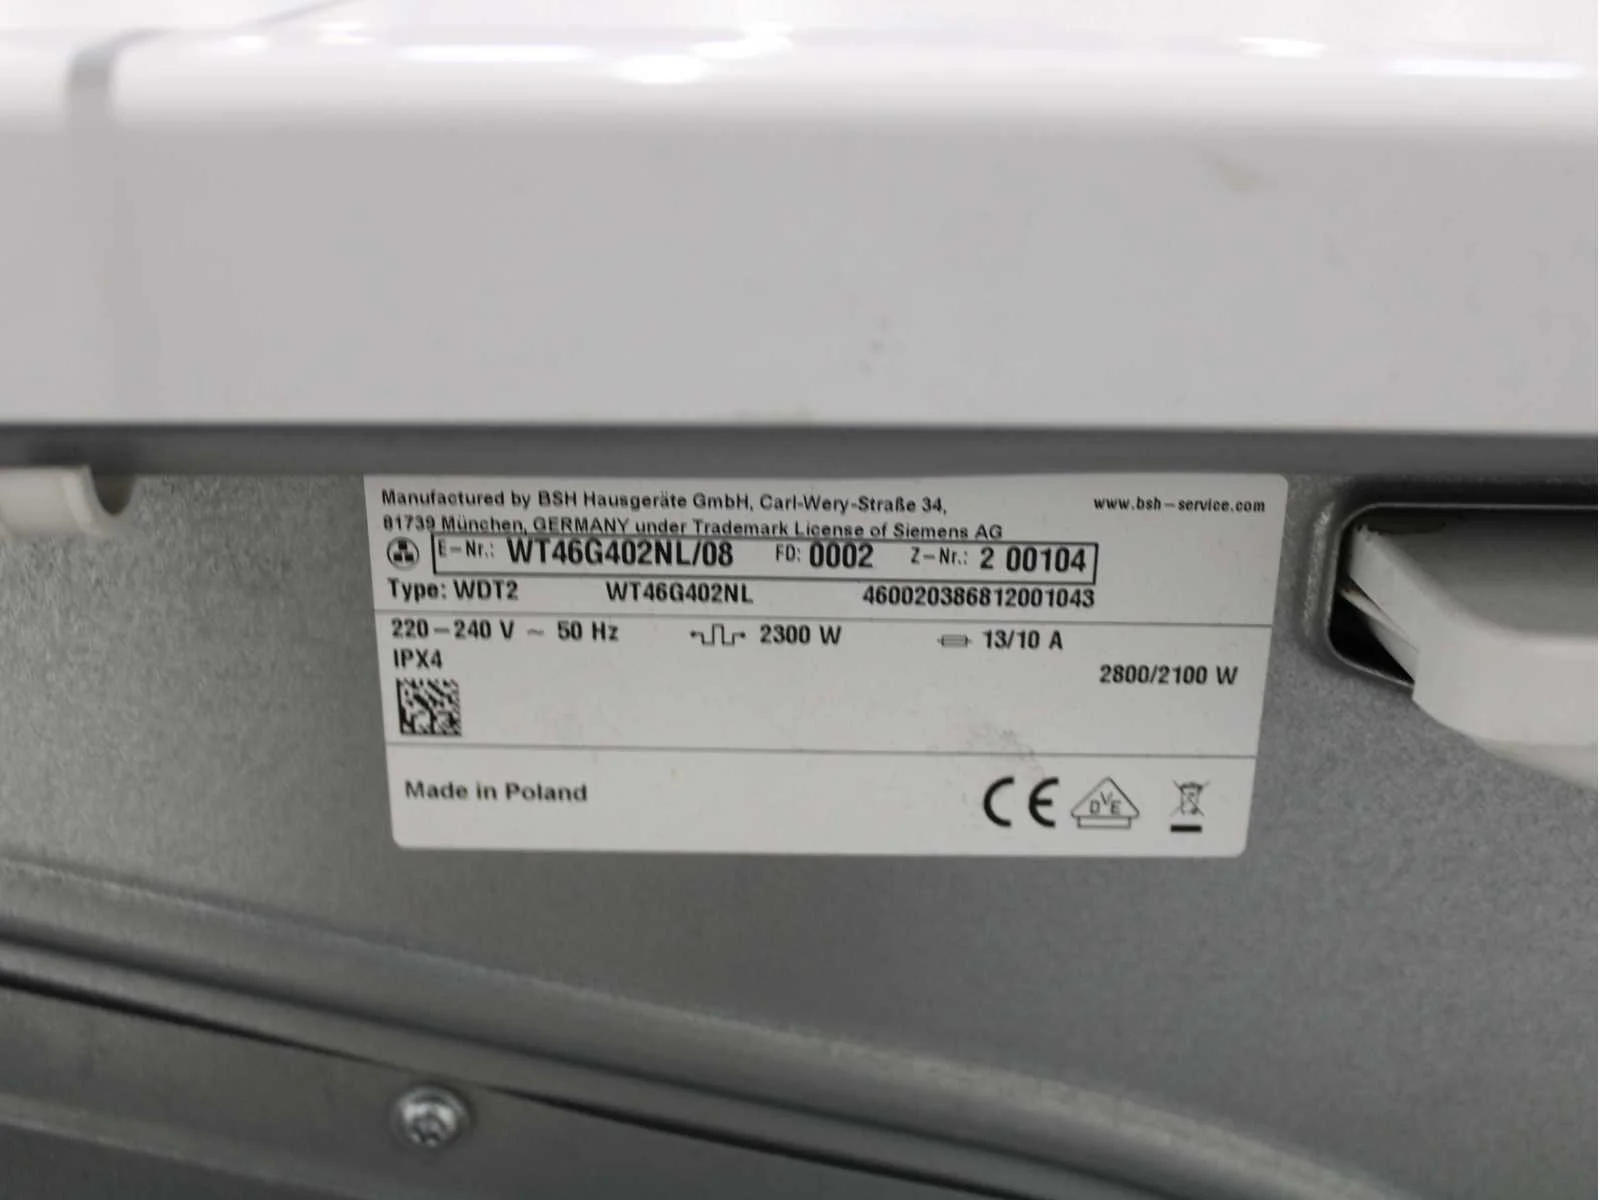 Manufactured by BSH Hausgeräte GmbH, Carl-Wery-Straße 34, www.bsh-service.com
81739 München, GERMANY under Trademark License of Siemens AG
E-Nr.: WT46G402NL/08 FD: 0002 Z-Nr.: 2 00104
Type: WDT2 WT46G402NL 460020386812001043
220-240 V ~ 50 Hz 2300 W 13/10 A
IPX4
2800/2100 W
Made in Poland CE DVE